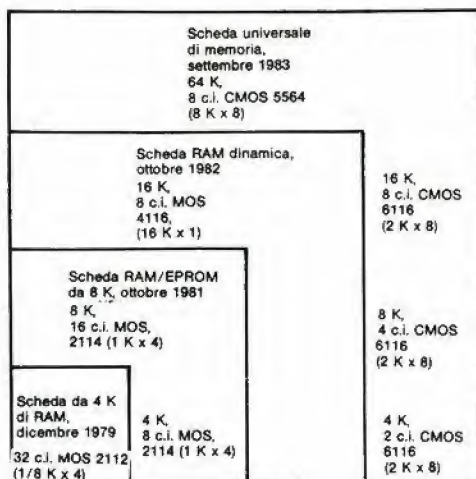 Scheda universale
di memoria,
settembre 1983
64 K,
8 c.i. CMOS 5564
(8 K x 8)
Scheda RAM dinamica,
ottobre 1982
16 K,
8 c.i. MOS
4116,
(16 K x 1)
16 K,
8 c.i. CMOS
6116
(2 K x 8)
Scheda RAM/EPROM
da 8 K, ottobre 1981
8 K,
16 c.i. MOS,
2114 (1 K x 4)
8 K,
4 c.i. CMOS
6116
(2 K x 8)
Scheda da 4 K
di RAM,
dicembre 1979
32 c.i. MOS 2112
(1/8 K x 4)
4 K,
8 c.i. MOS,
2114 (1 K x 4)
4 K,
2 c.i. CMOS
6116
(2 K x 8)